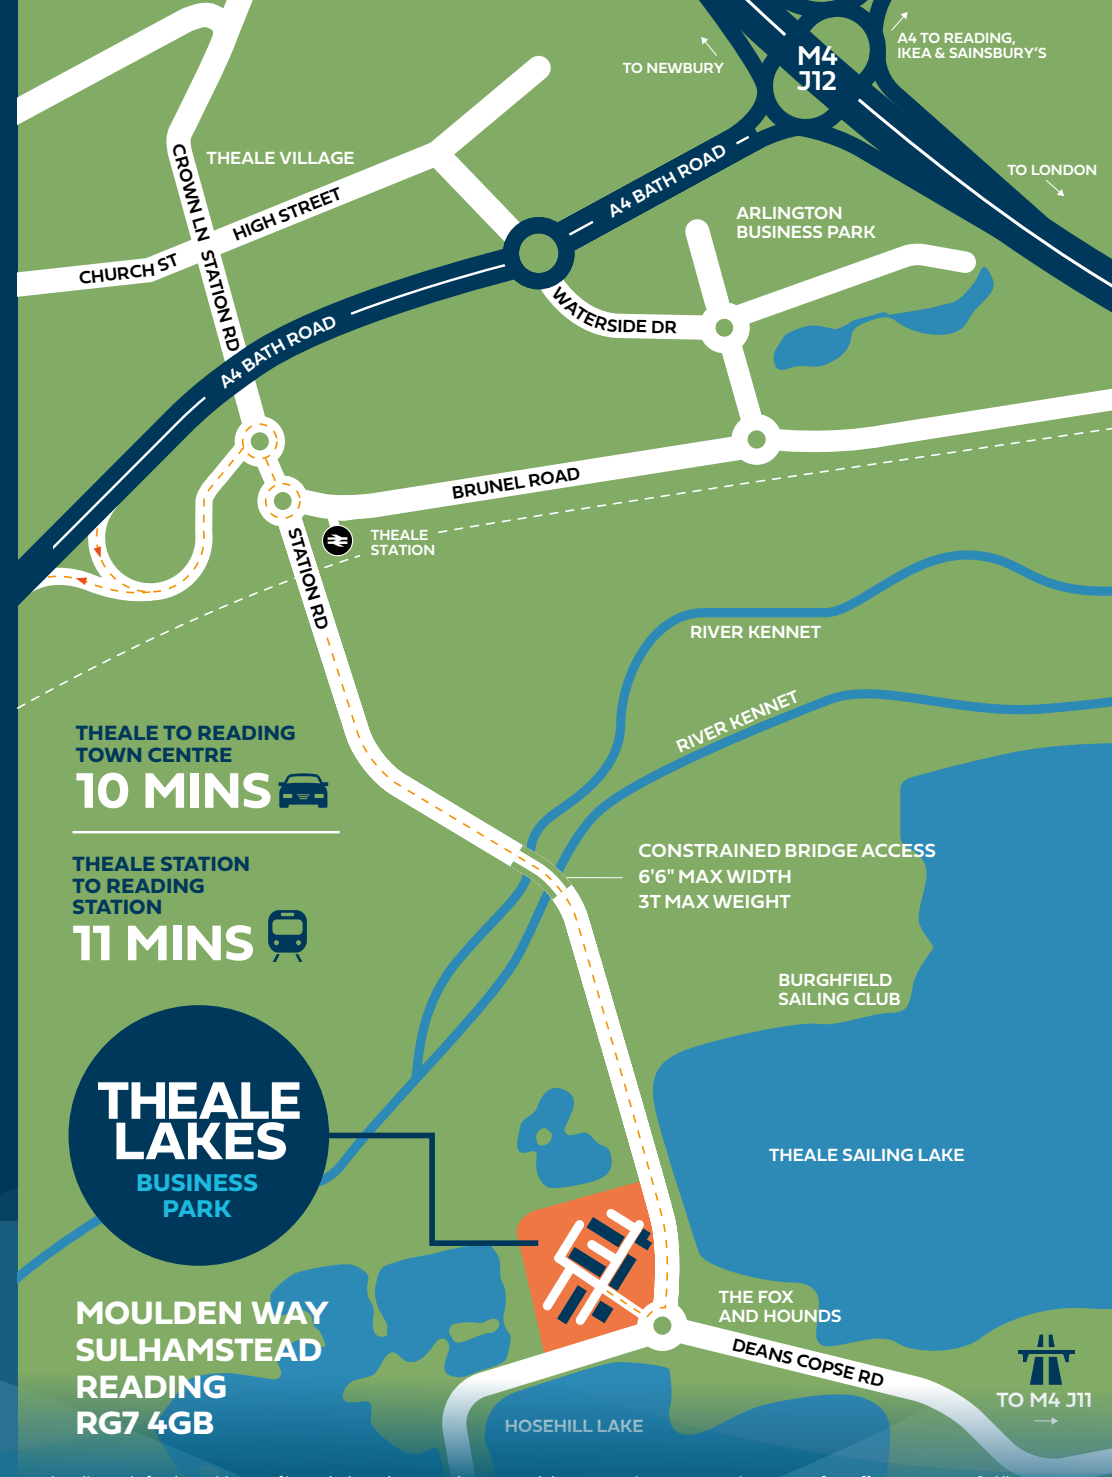 A4 TO READING,
IKEA & SAINSBURY'S
M4
J12
TO NEWBURY
TO LONDON
THEALE VILLAGE
CROWN LN
HIGH STREET
A4 BATH ROAD
ARLINGTON
BUSINESS PARK
CHURCH ST
STATION RD
WATERSIDE DR
A4 BATH ROAD
BRUNEL ROAD
THEALE
STATION
STATION RD
RIVER KENNET
RIVER KENNET
THEALE TO READING
TOWN CENTRE
10 MINS
THEALE STATION
TO READING
STATION
11 MINS
CONSTRAINED BRIDGE ACCESS
6'6" MAX WIDTH
3T MAX WEIGHT
BURGHFIELD
SAILING CLUB
THEALE
LAKES
BUSINESS
PARK
THEALE SAILING LAKE
THE FOX
AND HOUNDS
DEANS COPSE RD
MOULDEN WAY
SULHAMSTEAD
READING
RG7 4GB
TO M4 J11
HOSEHILL LAKE